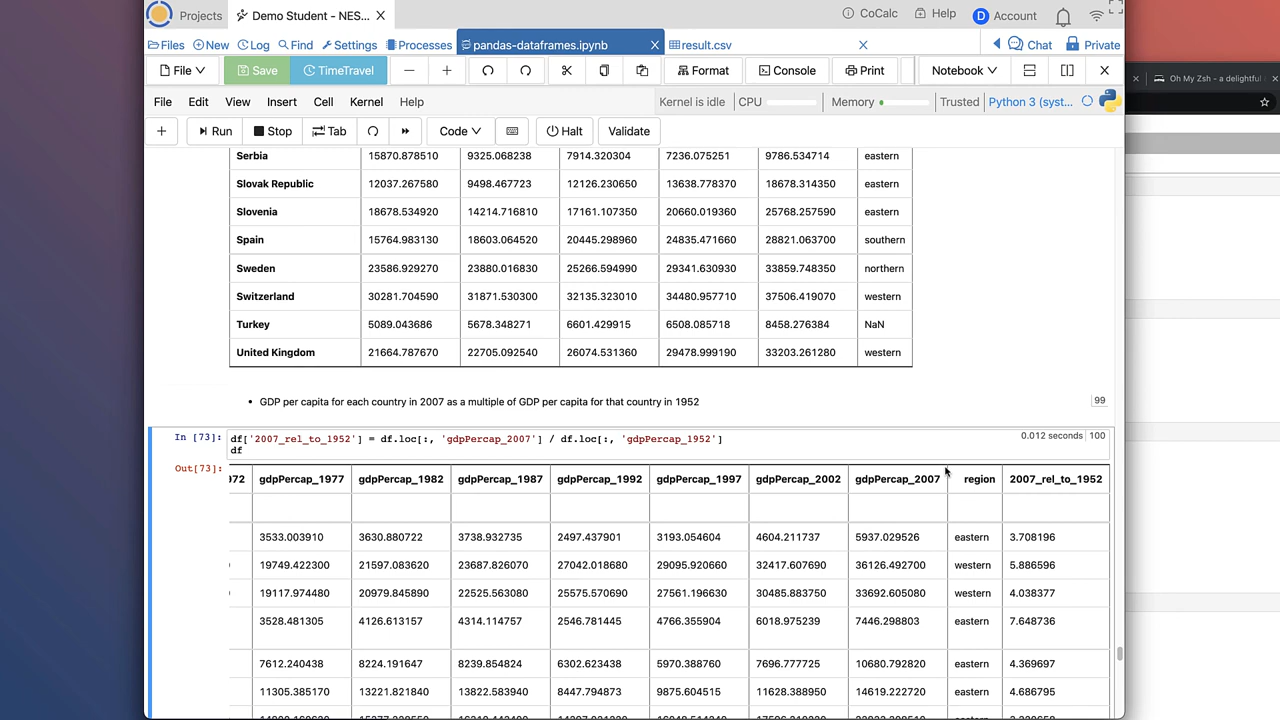 Projects Demo Student - NES... CoCalc Help D Account
Oh My Zsh - a delightful
Files New Log Find Settings Processes pandas-dataframes.ipynb result.csv Chat Private
File Save TimeTravel Format Console Print Notebook
File Edit View Insert Cell Kernel Help Kernel is idle CPU Memory Trusted Python 3 (syst...
Run Stop Tab Code Halt Validate
Serbia 15870.878510 9325.068238 7914.320304 7236.075251 9786.534714 eastern
Slovak Republic 12037.267580 9498.467723 12126.230650 13638.778370 18678.314350 eastern
Slovenia 18678.534920 14214.716810 17161.107350 20660.019360 25768.257590 eastern
Spain 15764.983130 18603.064520 20445.298960 24835.471660 28821.063700 southern
Sweden 23586.929270 23880.016830 25266.594990 29341.630930 33859.748350 northern
Switzerland 30281.704590 31871.530300 32135.323010 34480.957710 37506.419070 western
Turkey 5089.043686 5678.348271 6601.429915 6508.085718 8458.276384 NaN
United Kingdom 21664.787670 22705.092540 26074.531360 29478.999190 33203.261280 western
• GDP per capita for each country in 2007 as a multiple of GDP per capita for that country in 1952 99
In [73]: df['2007_rel_to_1952'] = df.loc[:, 'gdpPercap_2007'] / df.loc[:, 'gdpPercap_1952'] 0.012 seconds 100
df
Out[73]:
972 gdpPercap_1977 gdpPercap_1982 gdpPercap_1987 gdpPercap_1992 gdpPercap_1997 gdpPercap_2002 gdpPercap_2007 region 2007_rel_to_1952
3533.003910 3630.880722 3738.932735 2497.437901 3193.054604 4604.211737 5937.029526 eastern 3.708196
19749.422300 21597.083620 23687.826070 27042.018680 29095.920660 32417.607690 36126.492700 western 5.886596
19117.974480 20979.845890 22525.563080 25575.570690 27561.196630 30485.883750 33692.605080 western 4.038377
3528.481305 4126.613157 4314.114757 2546.781445 4766.355904 6018.975239 7446.298803 eastern 7.648736
7612.240438 8224.191647 8239.854824 6302.623438 5970.388760 7696.777725 10680.792820 eastern 4.369697
11305.385170 13221.821840 13822.583940 8447.794873 9875.604515 11628.388950 14619.222720 eastern 4.686795